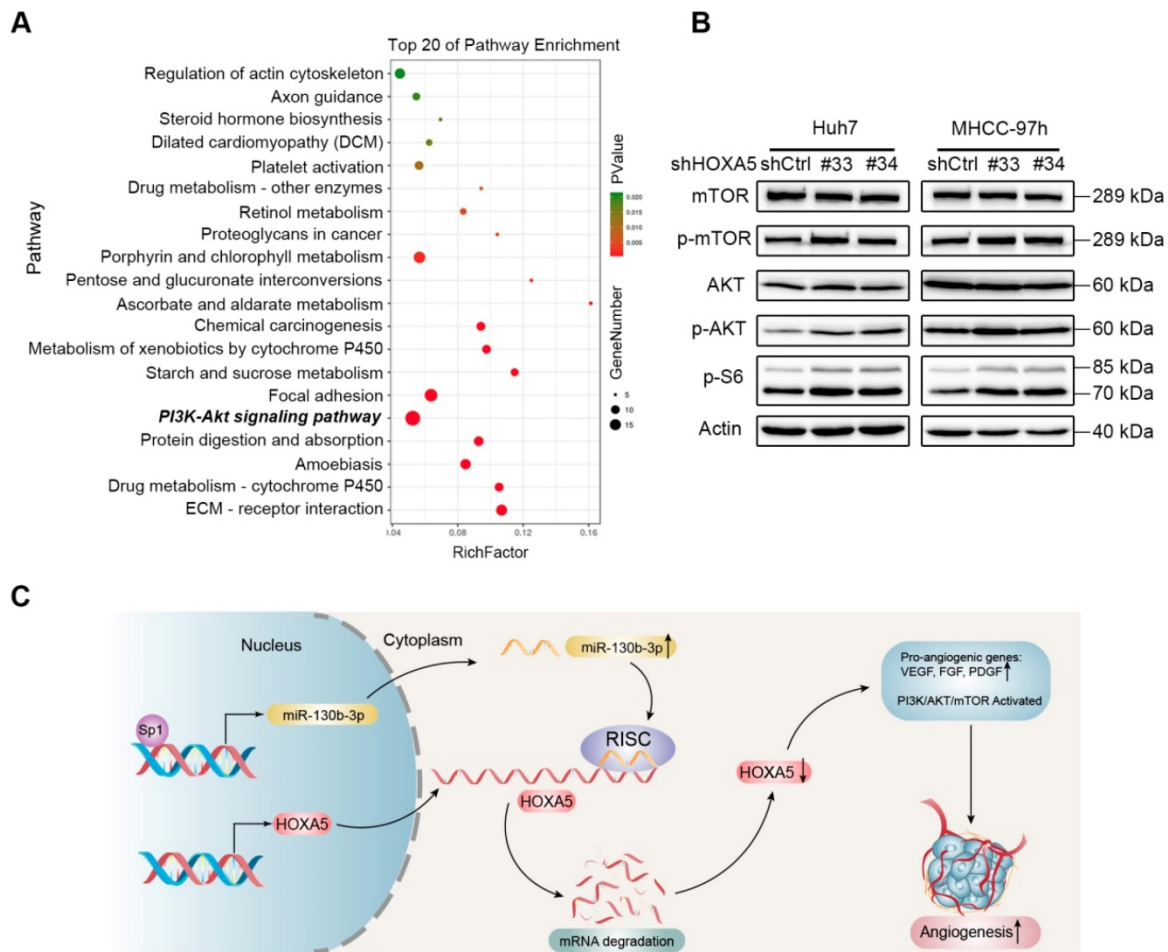 A
Top 20 of Pathway Enrichment
Pathway
Regulation of actin cytoskeleton
Axon guidance
Steroid hormone biosynthesis
Dilated cardiomyopathy (DCM)
Platelet activation
Drug metabolism - other enzymes
Retinol metabolism
Proteoglycans in cancer
Porphyrin and chlorophyll metabolism
Pentose and glucuronate interconversions
Ascorbate and aldarate metabolism
Chemical carcinogenesis
Metabolism of xenobiotics by cytochrome P450
Starch and sucrose metabolism
Focal adhesion
PI3K-Akt signaling pathway
Protein digestion and absorption
Amoebiasis
Drug metabolism - cytochrome P450
ECM - receptor interaction
0.04 0.08 0.12 0.16
RichFactor
PValue
0.020
0.015
0.010
0.005
GeneNumber
5
10
15
B
Huh7 MHCC-97h
shHOXA5 shCtrl #33 #34 shCtrl #33 #34
mTOR 289 kDa
p-mTOR 289 kDa
AKT 60 kDa
p-AKT 60 kDa
p-S6 85 kDa
70 kDa
Actin 40 kDa
C
Nucleus
Cytoplasm
Sp1
miR-130b-3p
HOXA5
miR-130b-3p
RISC
HOXA5
mRNA degradation
HOXA5
Pro-angiogenic genes:
VEGF, FGF, PDGF
PI3K/AKT/mTOR Activated
Angiogenesis